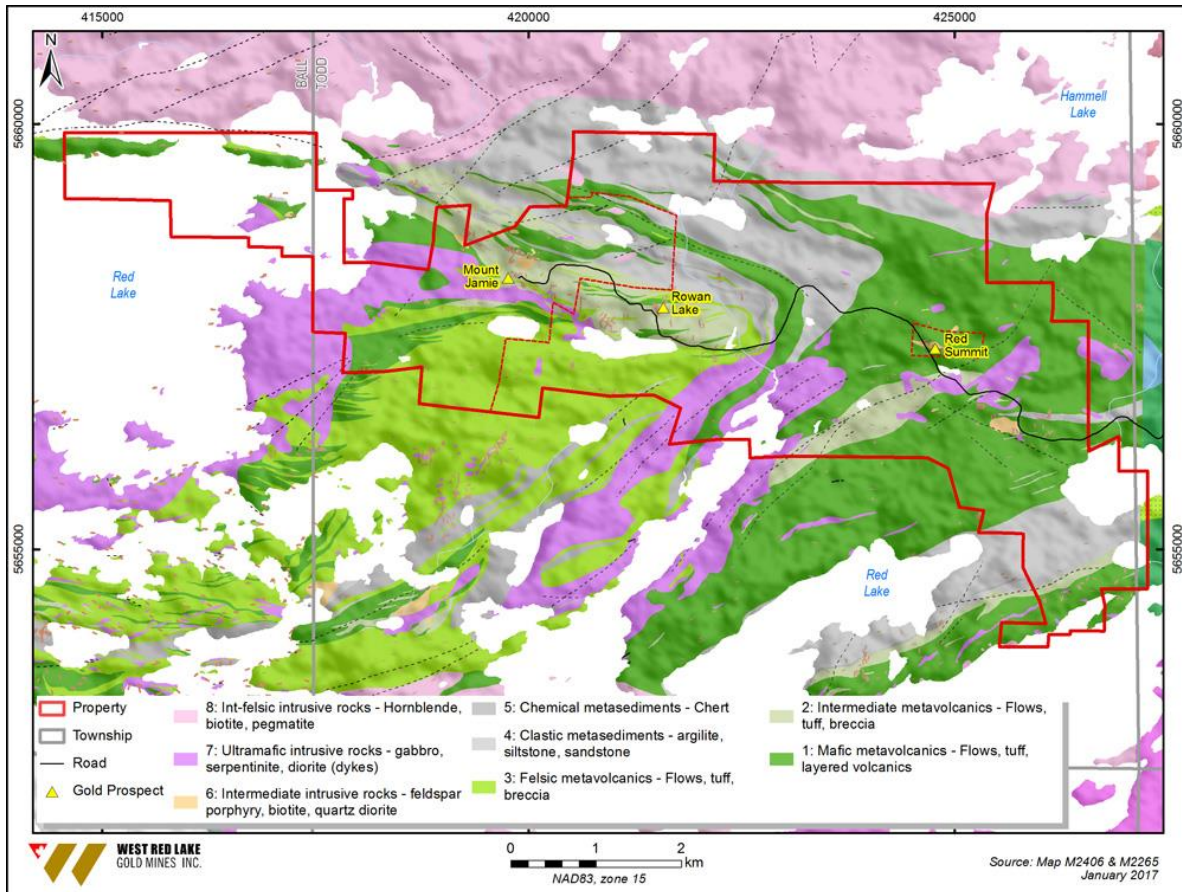 415000
420000
425000
N
BALL
TODD
Hammell
Lake
5660000
5660000
Red
Lake
Mount
Jamie
Rowan
Lake
Red
Summit
5655000
5655000
Red
Lake
Property
Township
Road
Gold Prospect
8: Int-felsic intrusive rocks - Hornblende,
biotite, pegmatite
7: Ultramafic intrusive rocks - gabbro,
serpentinite, diorite (dykes)
6: Intermediate intrusive rocks - feldspar
porphyry, biotite, quartz diorite
5: Chemical metasediments - Chert
4: Clastic metasediments - argilite,
siltstone, sandstone
3: Felsic metavolcanics - Flows, tuff,
breccia
2: Intermediate metavolcanics - Flows,
tuff, breccia
1: Mafic metavolcanics - Flows, tuff,
layered volcanics
WEST RED LAKE
GOLD MINES INC.
0 1 2
km
NAD83, zone 15
Source: Map M2406 & M2265
January 2017